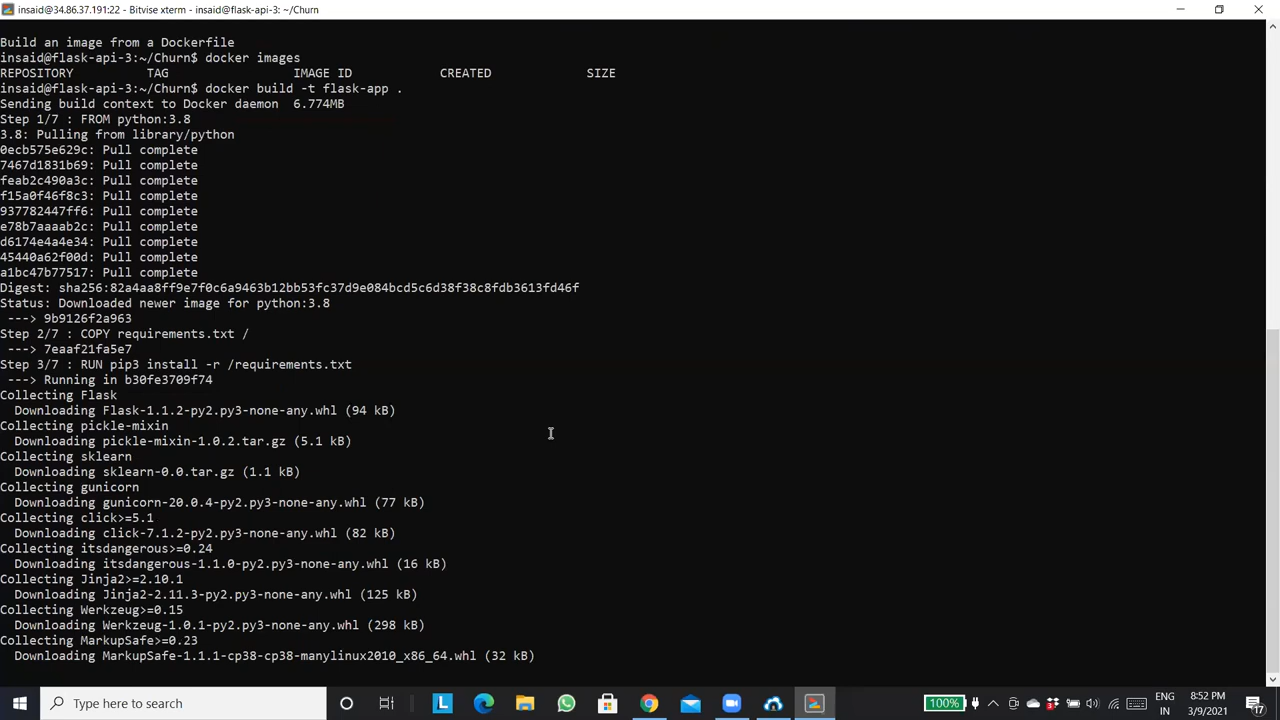 insaid@34.86.37.191:22 - Bitvise xterm - insaid@flask-api-3: ~/Churn
Build an image from a Dockerfile
insaid@flask-api-3:~/Churn$ docker images
REPOSITORY          TAG                 IMAGE ID            CREATED             SIZE
insaid@flask-api-3:~/Churn$ docker build -t flask-app .
Sending build context to Docker daemon  6.774MB
Step 1/7 : FROM python:3.8
3.8: Pulling from library/python
0ecb575e629c: Pull complete
7467d1831b69: Pull complete
feab2c490a3c: Pull complete
f15a0f46f8c3: Pull complete
937782447ff6: Pull complete
e78b7aaaab2c: Pull complete
d6174e4a4e34: Pull complete
45440a62f00d: Pull complete
a1bc47b77517: Pull complete
Digest: sha256:82a4aa8ff9e7f0c6a9463b12bb53fc37d9e084bcd5c6d38f38c8fdb3613fd46f
Status: Downloaded newer image for python:3.8
 ---> 9b9126f2a963
Step 2/7 : COPY requirements.txt /
 ---> 7eaaf21fa5e7
Step 3/7 : RUN pip3 install -r /requirements.txt
 ---> Running in b30fe3709f74
Collecting Flask
  Downloading Flask-1.1.2-py2.py3-none-any.whl (94 kB)
Collecting pickle-mixin
  Downloading pickle-mixin-1.0.2.tar.gz (5.1 kB)
Collecting sklearn
  Downloading sklearn-0.0.tar.gz (1.1 kB)
Collecting gunicorn
  Downloading gunicorn-20.0.4-py2.py3-none-any.whl (77 kB)
Collecting click>=5.1
  Downloading click-7.1.2-py2.py3-none-any.whl (82 kB)
Collecting itsdangerous>=0.24
  Downloading itsdangerous-1.1.0-py2.py3-none-any.whl (16 kB)
Collecting Jinja2>=2.10.1
  Downloading Jinja2-2.11.3-py2.py3-none-any.whl (125 kB)
Collecting Werkzeug>=0.15
  Downloading Werkzeug-1.0.1-py2.py3-none-any.whl (298 kB)
Collecting MarkupSafe>=0.23
  Downloading MarkupSafe-1.1.1-cp38-cp38-manylinux2010_x86_64.whl (32 kB)
Type here to search
100%
ENG
IN
8:52 PM
3/9/2021
17